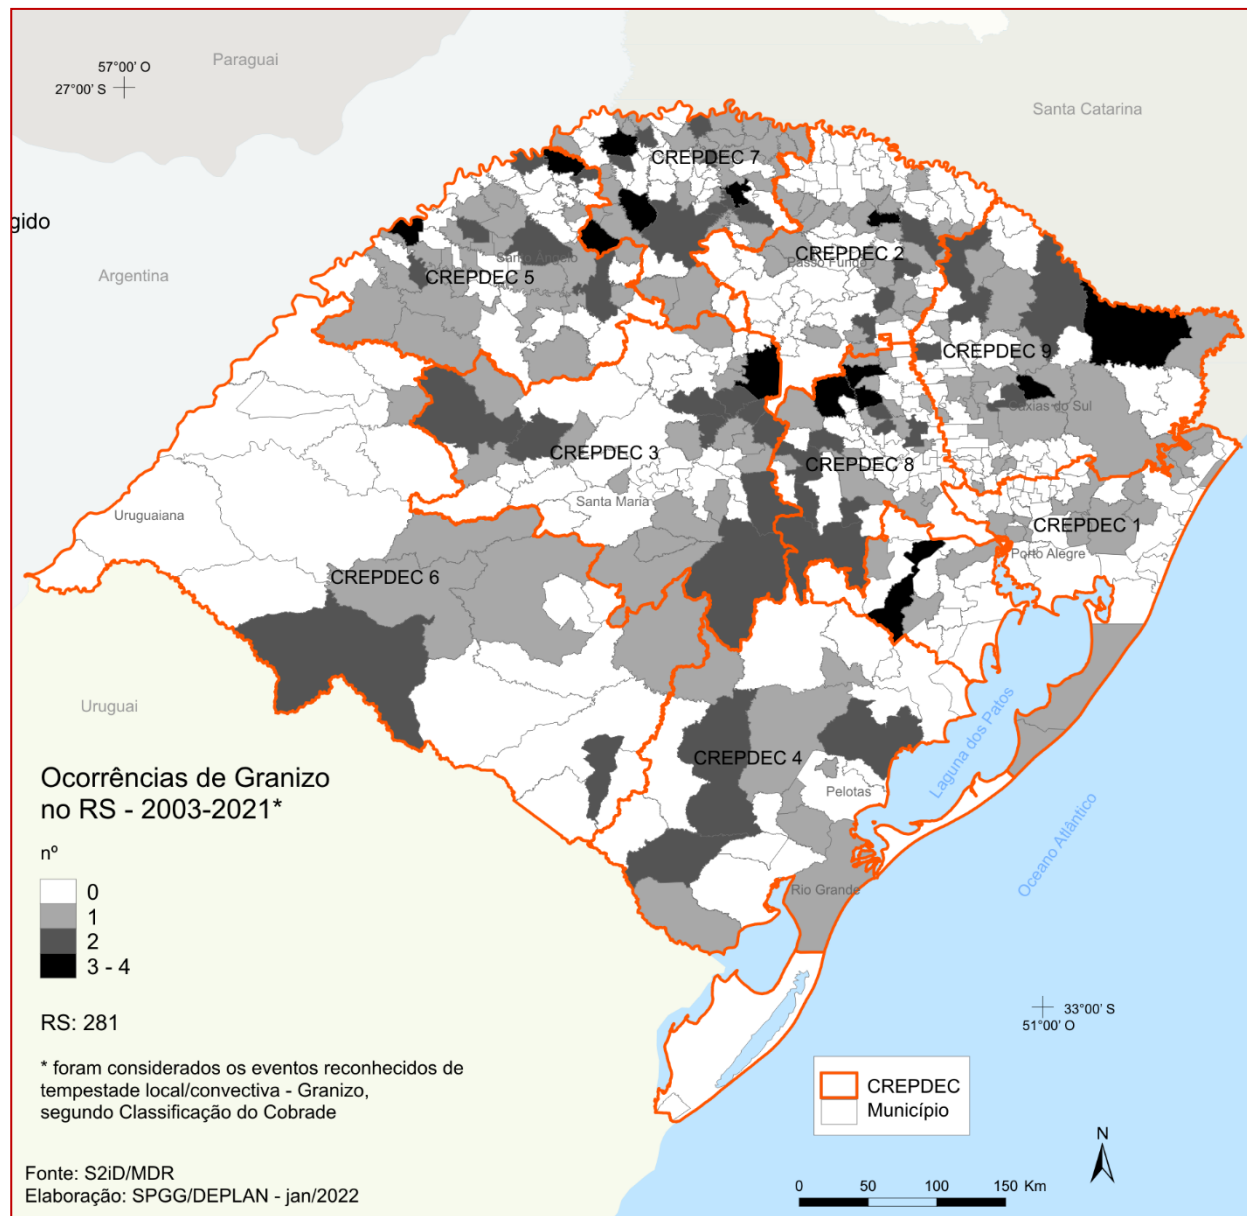 Paraguai
57°00' O
27°00' S
Santa Catarina
gido
Argentina
CREPDEC 7
CREPDEC 2
Passo Fundo
Santo Ângelo
CREPDEC 5
CREPDEC 9
Caxias do Sul
CREPDEC 3
CREPDEC 8
Santa Maria
Uruguaiana
CREPDEC 1
Porto Alegre
CREPDEC 6
Uruguai
CREPDEC 4
Pelotas
Laguna dos Patos
Oceano Atlântico
Rio Grande
Ocorrências de Granizo
no RS - 2003-2021*
nº
0
1
2
3 - 4
RS: 281
* foram considerados os eventos reconhecidos de
tempestade local/convectiva - Granizo,
segundo Classificação do Cobrade
Fonte: S2iD/MDR
Elaboração: SPGG/DEPLAN - jan/2022
33°00' S
51°00' O
CREPDEC
Município
N
0 50 100 150 Km